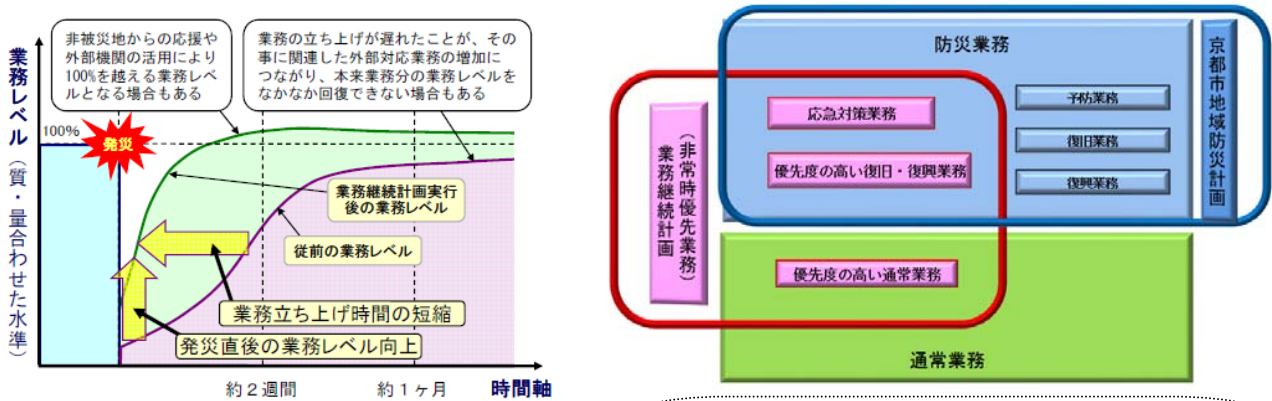 非被災地からの応援や
外部機関の活用により
100%を越える業務レベ
ルとなる場合もある
業務の立ち上げが遅れたことが、その
事に関連した外部対応業務の増加に
つながり、本来業務分の業務レベルを
なかなか回復できない場合もある
業務レベル（質・量合わせた水準）
100%
発災
業務継続計画実行
後の業務レベル
従前の業務レベル
業務立ち上げ時間の短縮
発災直後の業務レベル向上
約２週間
約１ヶ月
時間軸
防災業務
京都市地域防災計画
予防業務
復旧業務
復興業務
応急対策業務
優先度の高い復旧・復興業務
業務継続計画
（非常時優先業務）
優先度の高い通常業務
通常業務